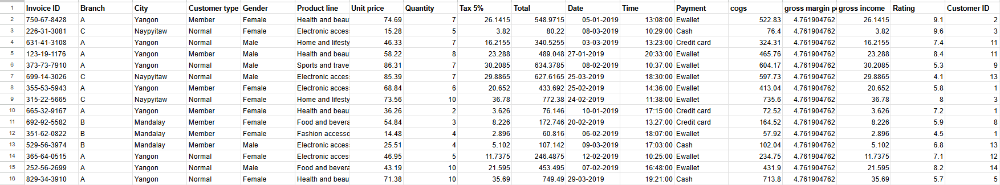 1 Invoice ID Branch City Customer type Gender Product line Unit price Quantity Tax 5% Total Date Time Payment cogs gross margin p gross income Rating Customer ID
2 750-67-8428 A Yangon Member Female Health and beau 74.69 7 26.1415 548.9715 05-01-2019 13:08:00 Ewallet 522.83 4.761904762 26.1415 9.1 2
3 226-31-3081 C Naypyitaw Normal Female Electronic acces 15.28 5 3.82 80.22 08-03-2019 10:29:00 Cash 76.4 4.761904762 3.82 9.6 3
4 631-41-3108 A Yangon Normal Male Home and lifesty 46.33 7 16.2155 340.5255 03-03-2019 13:23:00 Credit card 324.31 4.761904762 16.2155 7.4 11
5 123-19-1176 A Yangon Member Male Health and beau 58.22 8 23.288 489.048 27-01-2019 20:33:00 Ewallet 465.76 4.761904762 23.288 8.4 11
6 373-73-7910 A Yangon Normal Male Sports and trave 86.31 7 30.2085 634.3785 08-02-2019 10:37:00 Ewallet 604.17 4.761904762 30.2085 5.3 9
7 699-14-3026 C Naypyitaw Normal Male Electronic acces 85.39 7 29.8865 627.6165 25-03-2019 18:30:00 Ewallet 597.73 4.761904762 29.8865 4.1 13
8 355-53-5943 A Yangon Member Female Electronic acces 68.84 6 20.652 433.692 25-02-2019 14:36:00 Ewallet 413.04 4.761904762 20.652 5.8 1
9 315-22-5665 C Naypyitaw Normal Female Home and lifesty 73.56 10 36.78 772.38 24-02-2019 11:38:00 Ewallet 735.6 4.761904762 36.78 8 3
10 665-32-9167 A Yangon Member Female Health and beau 36.26 2 3.626 76.146 10-01-2019 17:15:00 Credit card 72.52 4.761904762 3.626 7.2 1
11 692-92-5582 B Mandalay Member Female Food and bevera 54.84 3 8.226 172.746 20-02-2019 13:27:00 Credit card 164.52 4.761904762 8.226 5.9 8
12 351-62-0822 B Mandalay Member Female Fashion accesso 14.48 4 2.896 60.816 06-02-2019 18:07:00 Ewallet 57.92 4.761904762 2.896 4.5 1
13 529-56-3974 B Mandalay Member Male Electronic acces 25.51 4 5.102 107.142 09-03-2019 17:03:00 Cash 102.04 4.761904762 5.102 6.8 13
14 365-64-0515 A Yangon Normal Female Electronic acces 46.95 5 11.7375 246.4875 12-02-2019 10:25:00 Ewallet 234.75 4.761904762 11.7375 7.1 12
15 252-56-2699 A Yangon Normal Male Food and bevera 43.19 10 21.595 453.495 07-02-2019 16:48:00 Ewallet 431.9 4.761904762 21.595 8.2 14
16 829-34-3910 A Yangon Normal Female Health and beau 71.38 10 35.69 749.49 29-03-2019 19:21:00 Cash 713.8 4.761904762 35.69 5.7 5